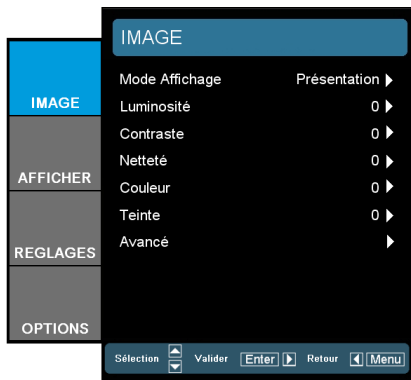 IMAGE
IMAGE
AFFICHER
REGLAGES
OPTIONS
Mode Affichage Présentation
Luminosité 0
Contraste 0
Netteté 0
Couleur 0
Teinte 0
Avancé
Sélection Valider Enter Retour Menu